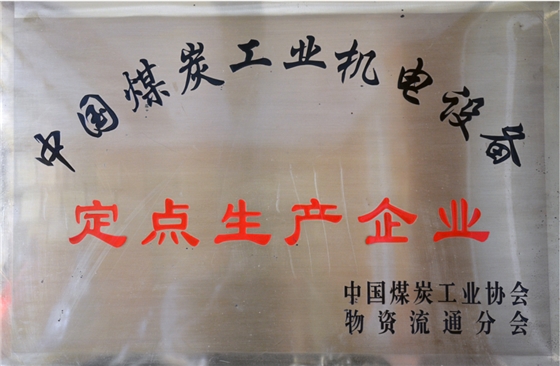 中国煤炭工业机电设备
定点生产企业
中国煤炭工业协会
物资流通分会